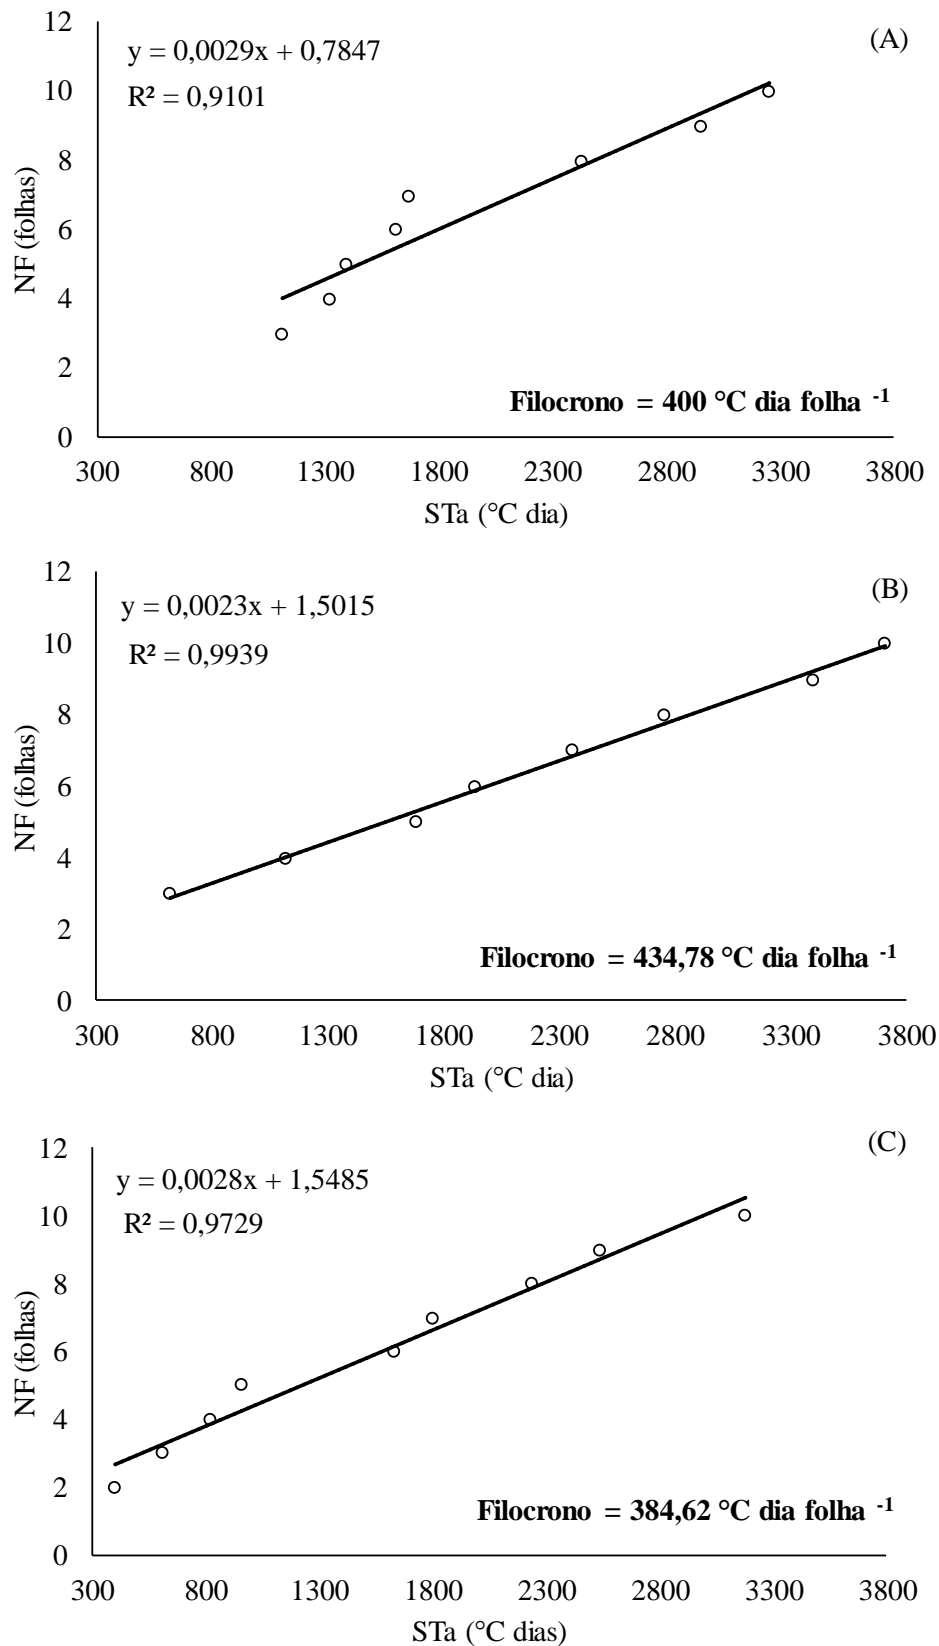 12
(A)
y = 0,0029x + 0,7847
R² = 0,9101
10
8
6
4
2
0
NF (folhas)
Filocrono = 400 °C dia folha -1
300 800 1300 1800 2300 2800 3300 3800
STa (°C dia)
12
(B)
y = 0,0023x + 1,5015
R² = 0,9939
10
8
6
4
2
0
NF (folhas)
Filocrono = 434,78 °C dia folha -1
300 800 1300 1800 2300 2800 3300 3800
STa (°C dia)
12
(C)
y = 0,0028x + 1,5485
R² = 0,9729
10
8
6
4
2
0
NF (folhas)
Filocrono = 384,62 °C dia folha -1
300 800 1300 1800 2300 2800 3300 3800
STa (°C dias)